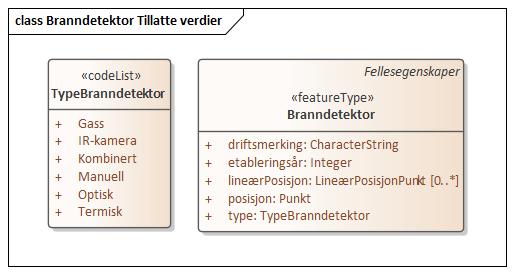 class Branndetektor Tillatte verdier
«codeList»
TypeBranndetektor
+ Gass
+ IR-kamera
+ Kombinert
+ Manuell
+ Optisk
+ Termisk
Fellesegenskaper
«featureType»
Branndetektor
+ driftsmerking: CharacterString
+ etableringsår: Integer
+ lineærPosisjon: LineærPosisjonPunkt [0..*]
+ posisjon: Punkt
+ type: TypeBranndetektor